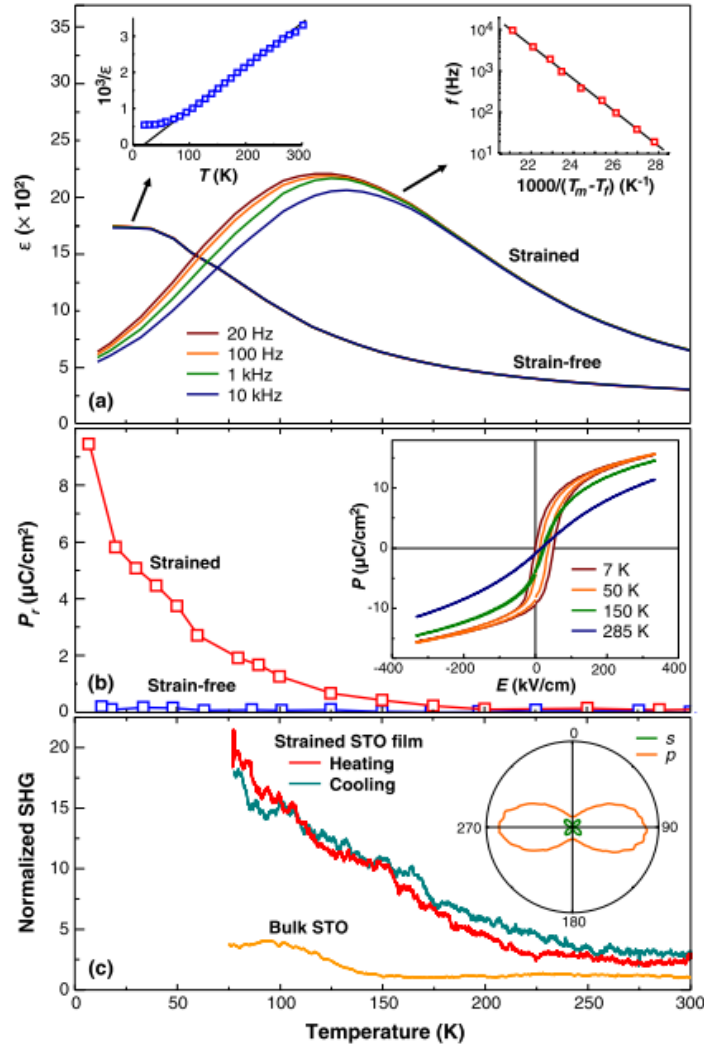 35
30
25
20
15
10
5
0
ε (× 10²)
3
2
1
0
10³/ε
0 100 200 300
T (K)
10⁴
10³
10²
10¹
f (Hz)
22 24 26 28
1000/(Tₘ-T_f) (K⁻¹)
Strained
Strain-free
20 Hz
100 Hz
1 kHz
10 kHz
(a)
8
6
4
2
0
Pᵣ (μC/cm²)
Strained
Strain-free
(b)
10
0
-10
P (μC/cm²)
7 K
50 K
150 K
285 K
-400 -200 0 200 400
E (kV/cm)
20
15
10
5
0
Normalized SHG
Strained STO film
Heating
Cooling
Bulk STO
(c)
s
p
0
270
90
180
0 50 100 150 200 250 300
Temperature (K)